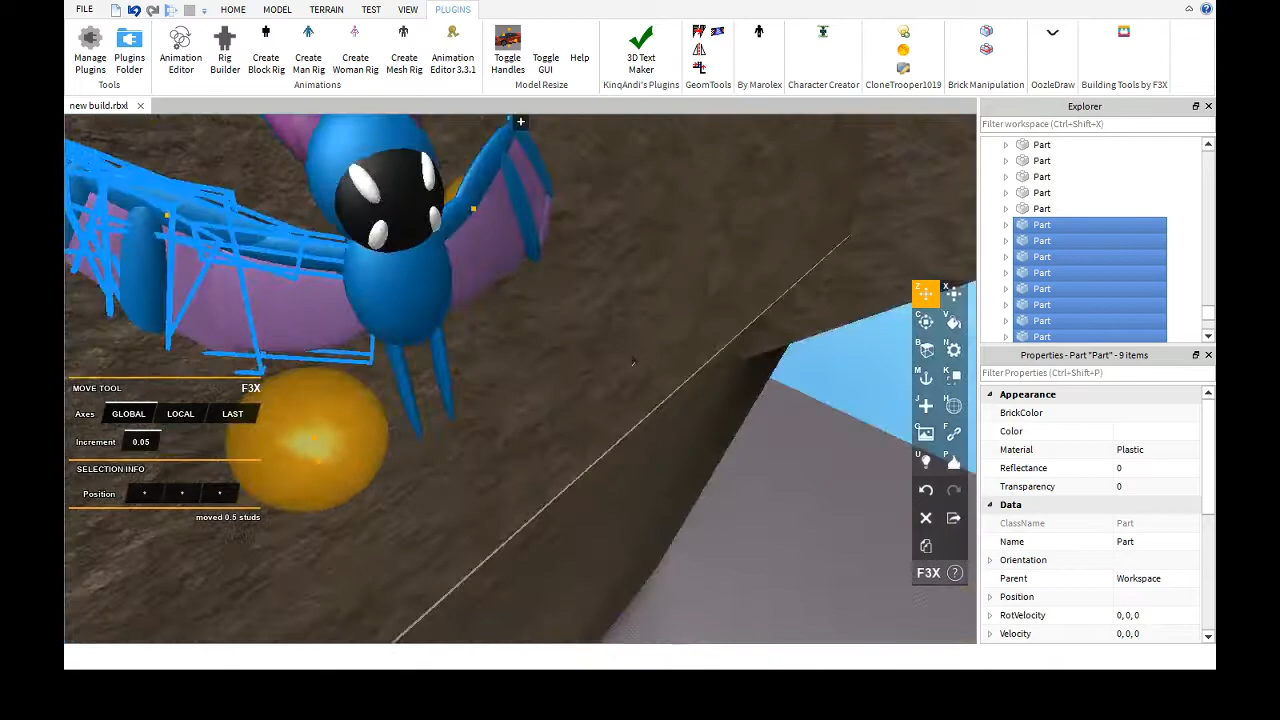 FILE HOME MODEL TERRAIN TEST VIEW PLUGINS
Manage Plugins Plugins Folder Animation Editor Rig Builder Create Block Rig Create Man Rig Create Woman Rig Create Mesh Rig Animation Editor 3.3.1 Toggle Handles Toggle GUI Help 3D Text Maker GeomTools By Marolex Character Creator CloneTrooper1019 Brick Manipulation OozleDraw Building Tools by F3X
Tools Animations Model Resize KinqAndi's Plugins
new build.rbxl
Explorer
Filter workspace (Ctrl+Shift+X)
Part
Part
Part
Part
Part
Part
Part
Part
Part
Part
Part
Part
Part
Properties - Part "Part" - 9 items
Filter Properties (Ctrl+Shift+P)
Appearance
BrickColor
Color
Material Plastic
Reflectance 0
Transparency 0
Data
ClassName Part
Name Part
Orientation
Parent Workspace
Position
RotVelocity 0, 0, 0
Velocity 0, 0, 0
MOVE TOOL F3X
Axes GLOBAL LOCAL LAST
Increment 0.05
SELECTION INFO
Position * * *
moved 0.5 studs
Z X
C V
B N
M K
J H
G F
U P
F3X ?